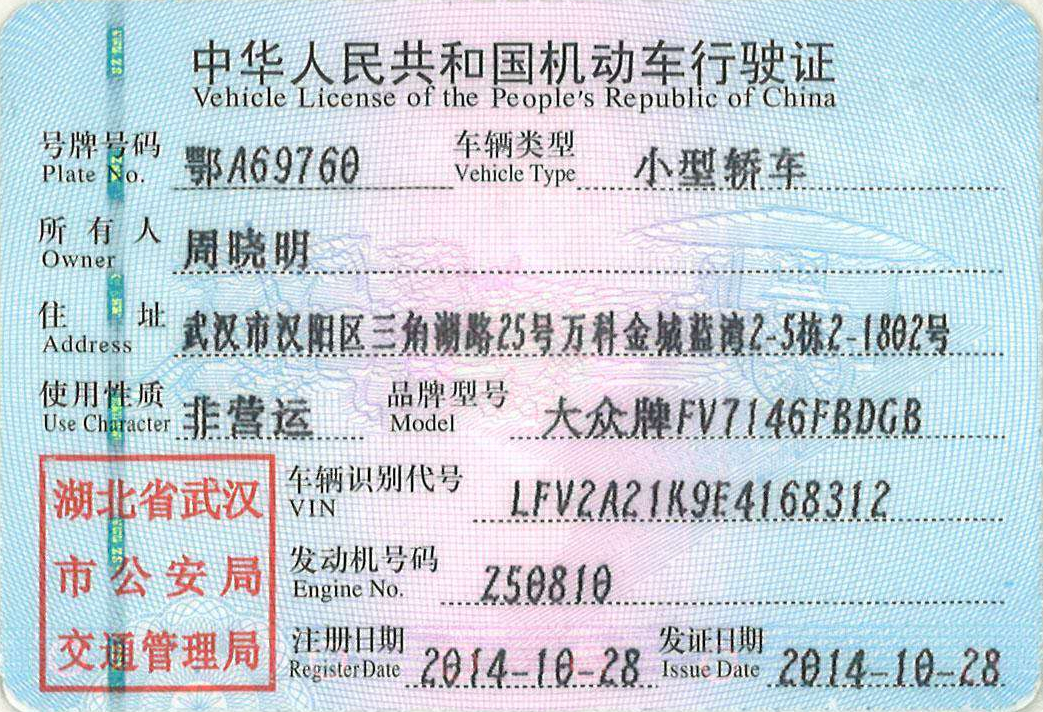 中华人民共和国机动车行驶证
Vehicle License of the People's Republic of China
号牌号码 鄂A69760 车辆类型 小型轿车
Plate No. Vehicle Type
所有人 周晓明
Owner
住址 武汉市汉阳区三角湖路25号万科金域蓝湾2-5栋2-1802号
Address
使用性质 非营运 品牌型号 大众牌FV7146FBDGB
Use Character Model
车辆识别代号 LFV2A21K9E4168312
VIN
发动机号码 Z50810
Engine No.
注册日期 2014-10-28 发证日期 2014-10-28
Register Date Issue Date
湖北省武汉
市公安局
交通管理局